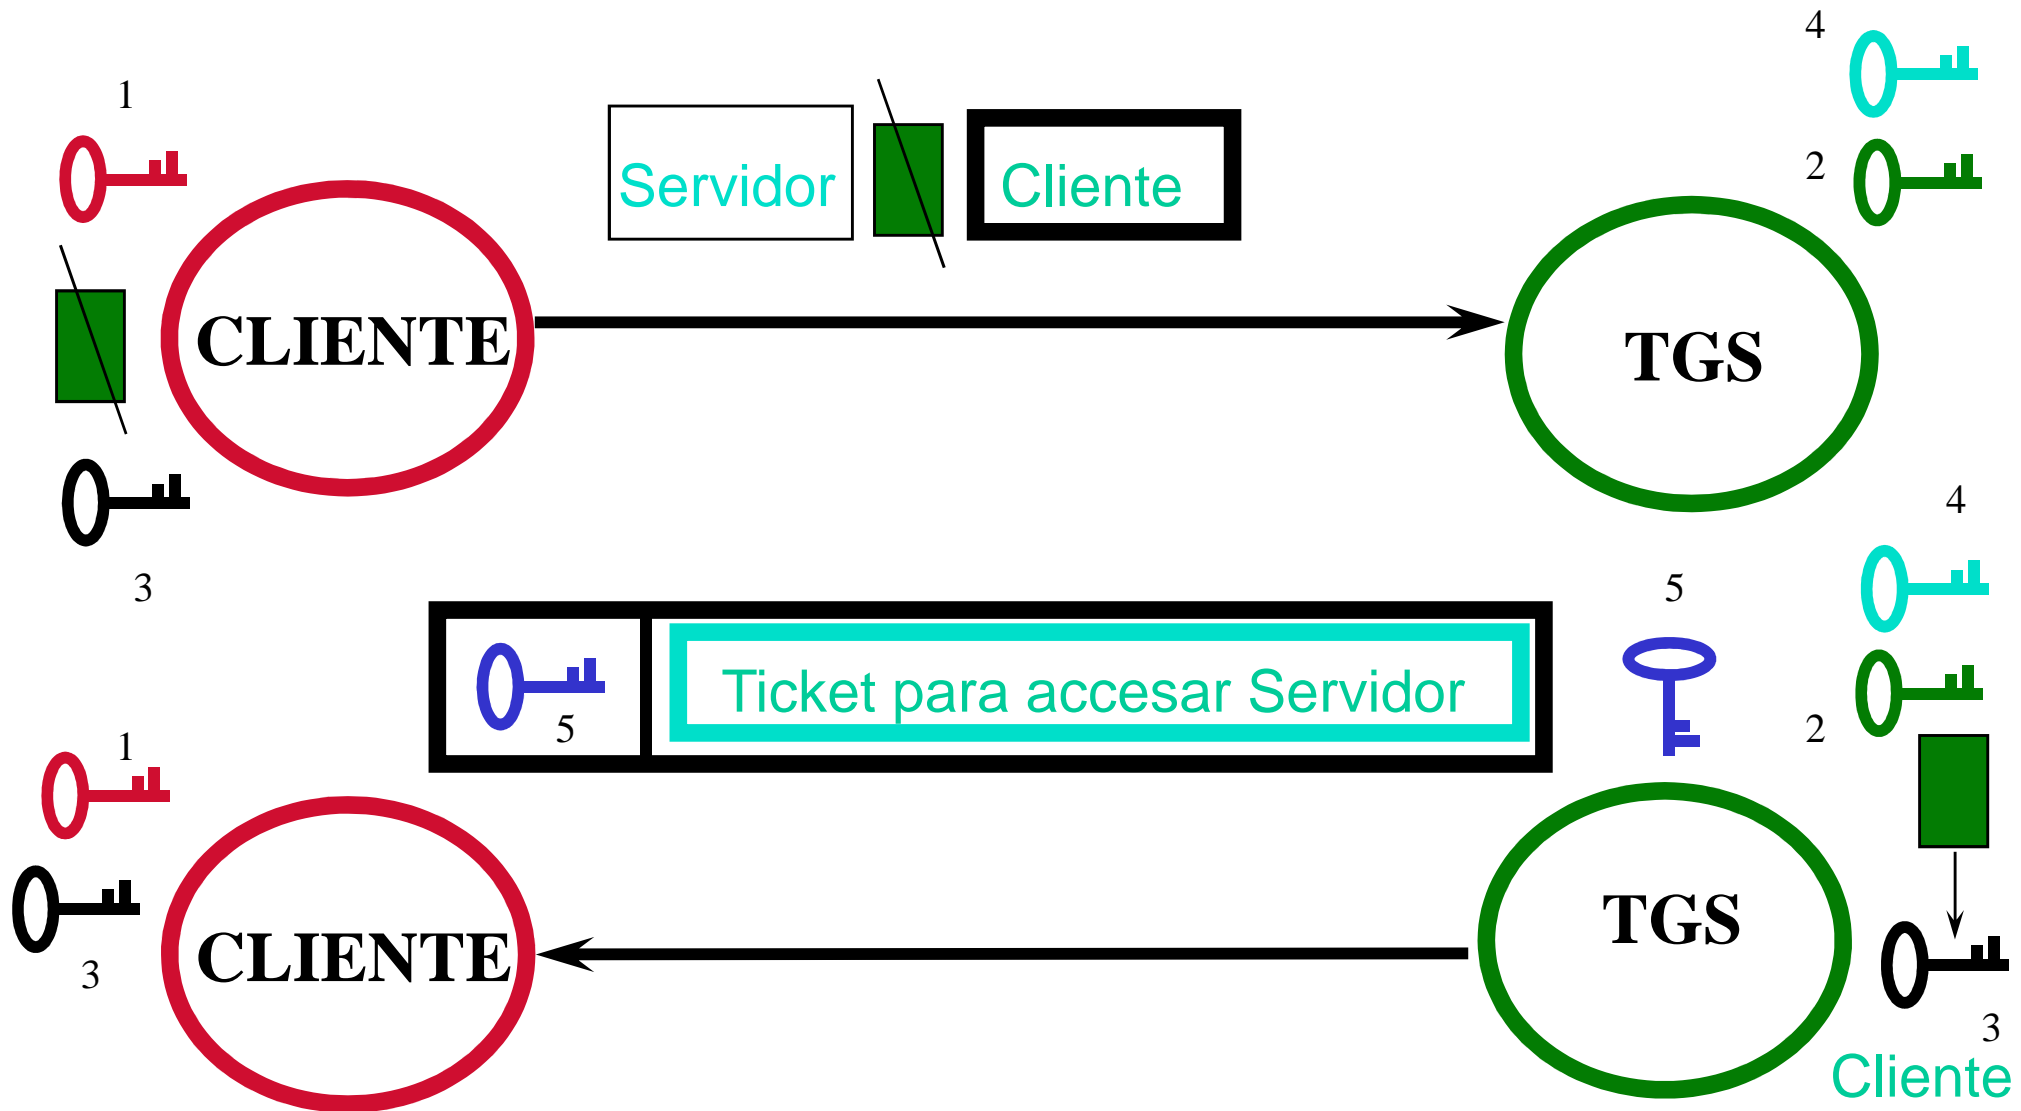 4
1
Servidor
Cliente
2
CLIENTE
TGS
3
4
5
Ticket para accesar Servidor
5
2
1
3
CLIENTE
TGS
3
Cliente